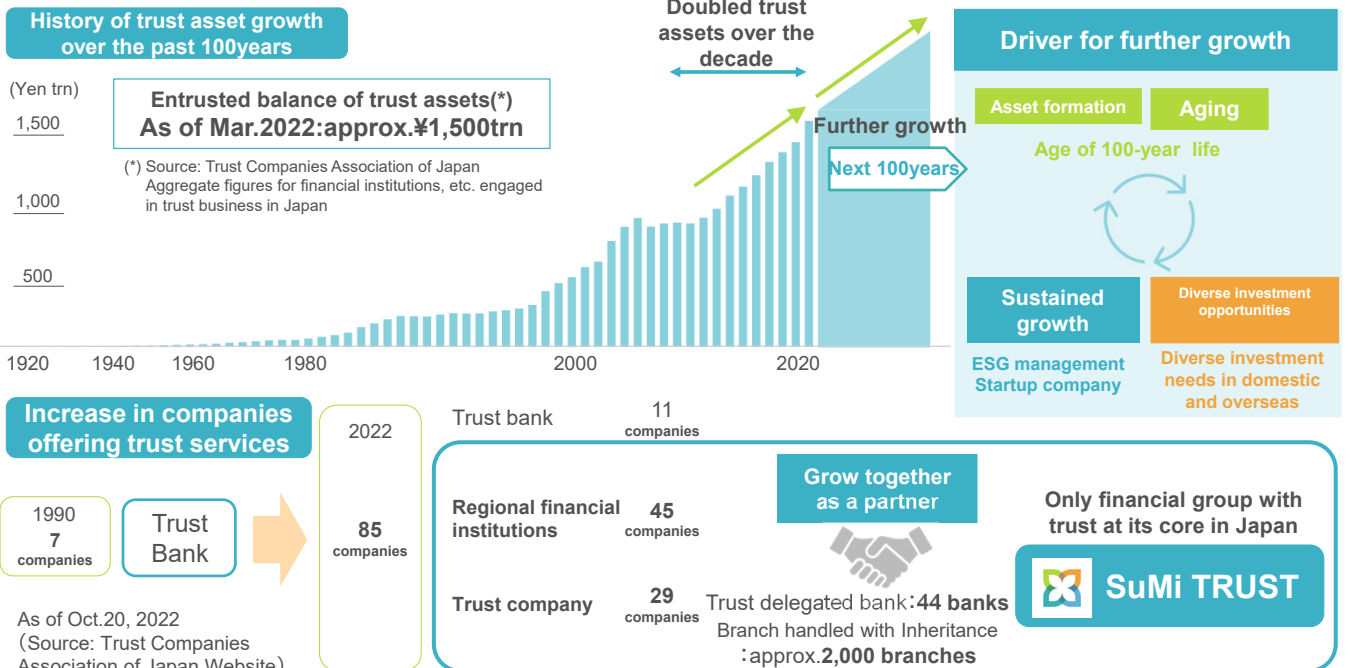 History of trust asset growth
over the past 100years
(Yen trn)
1,500
1,000
500
Entrusted balance of trust assets(*)
As of Mar.2022:approx.¥1,500trn
(*) Source: Trust Companies Association of Japan
Aggregate figures for financial institutions, etc. engaged
in trust business in Japan
Doubled trust
assets over the
decade
Further growth
Next 100years
1920
1940
1960
1980
2000
2020
Driver for further growth
Asset formation
Aging
Age of 100-year life
Sustained
growth
Diverse investment
opportunities
ESG management
Startup company
Diverse investment
needs in domestic
and overseas
Increase in companies
offering trust services
1990
7
companies
Trust
Bank
2022
85
companies
As of Oct.20, 2022
（Source: Trust Companies
Association of Japan Website）
Trust bank
11
companies
Regional financial
institutions
45
companies
Trust company
29
companies
Grow together
as a partner
Trust delegated bank：44 banks
Branch handled with Inheritance
：approx.2,000 branches
Only financial group with
trust at its core in Japan
SuMi TRUST